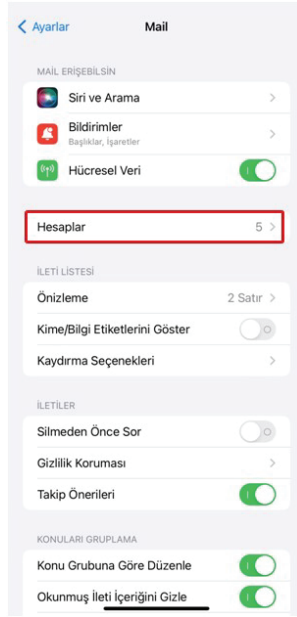 Ayarlar
Mail
MAİL ERİŞEBİLSİN
Siri ve Arama
Bildirimler
Başlıklar, İşaretler
Hücresel Veri
Hesaplar 5
İLETİ LİSTESİ
Önizleme 2 Satır
Kime/Bilgi Etiketlerini Göster
Kaydırma Seçenekleri
İLETİLER
Silmeden Önce Sor
Gizlilik Koruması
Takip Önerileri
KONULARI GRUPLAMA
Konu Grubuna Göre Düzenle
Okunmuş İleti İçeriğini Gizle